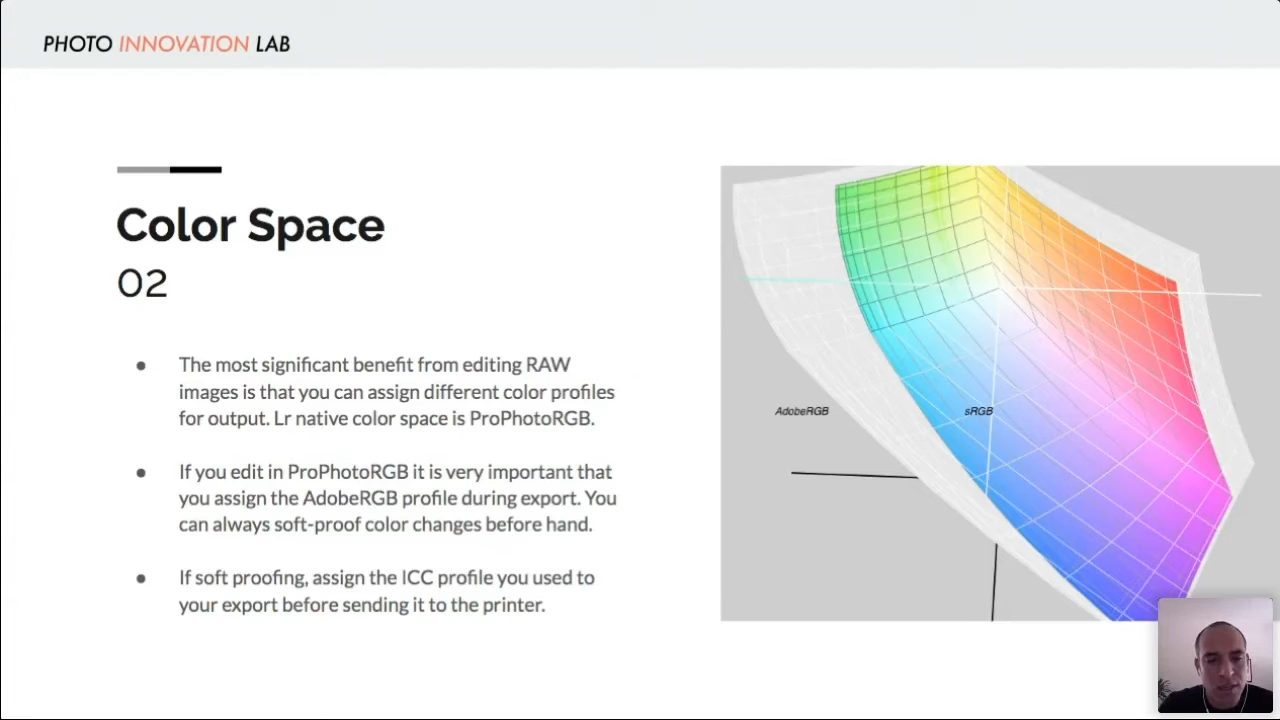 PHOTO INNOVATION LAB
Color Space
02
● The most significant benefit from editing RAW
images is that you can assign different color profiles
for output. Lr native color space is ProPhotoRGB.
● If you edit in ProPhotoRGB it is very important that
you assign the AdobeRGB profile during export. You
can always soft-proof color changes before hand.
● If soft proofing, assign the ICC profile you used to
your export before sending it to the printer.
AdobeRGB
sRGB